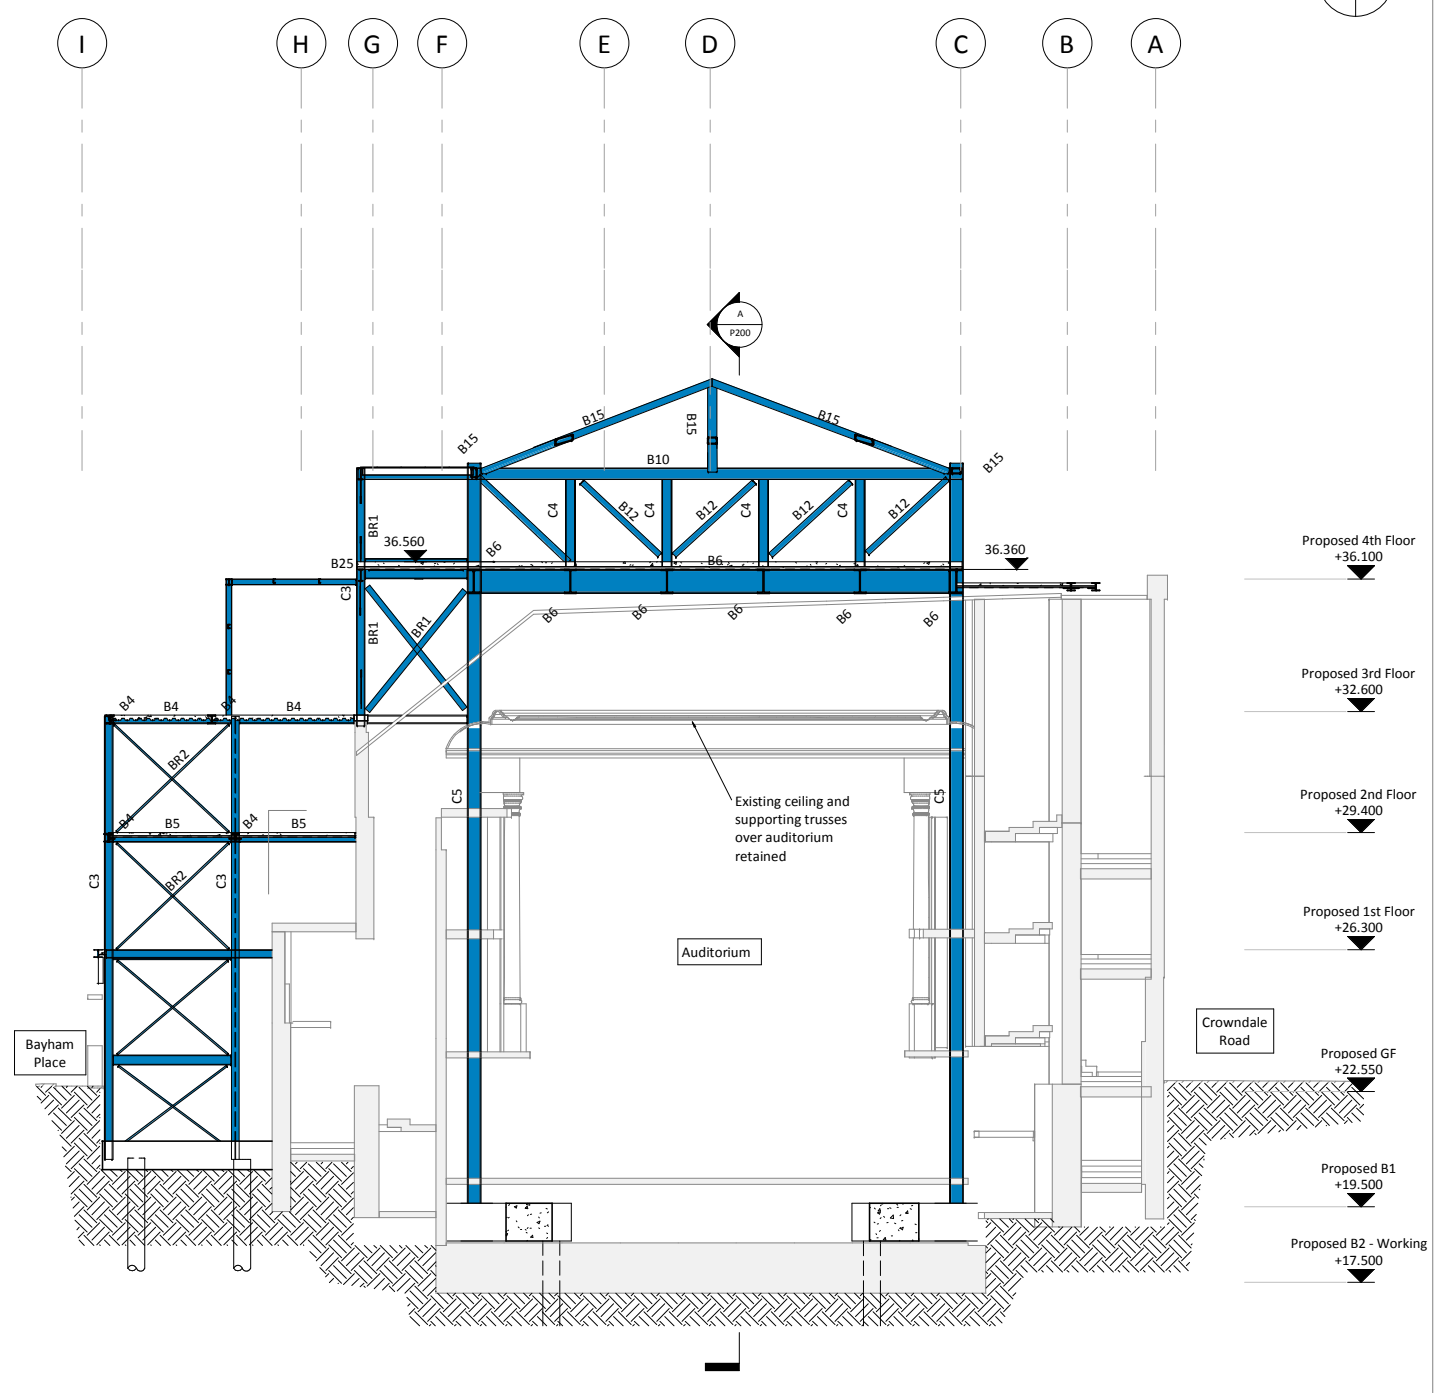 I
H
G
F
E
D
C
B
A
A
P200
B15
B15
B15
B15
B15
B10
C4
B12
C4
B12
C4
B12
C4
B12
BR1
36.560
B6
B25
B6
36.360
C3
BR1
BR1
B6
B6
B6
B6
B6
B4
B4
B4
B4
BR2
B4
B5
B4
B5
C3
BR2
C3
C5
C5
Existing ceiling and
supporting trusses
over auditorium
retained
Auditorium
Bayham
Place
Crowndale
Road
Proposed 4th Floor
+36.100
Proposed 3rd Floor
+32.600
Proposed 2nd Floor
+29.400
Proposed 1st Floor
+26.300
Proposed GF
+22.550
Proposed B1
+19.500
Proposed B2 - Working
+17.500